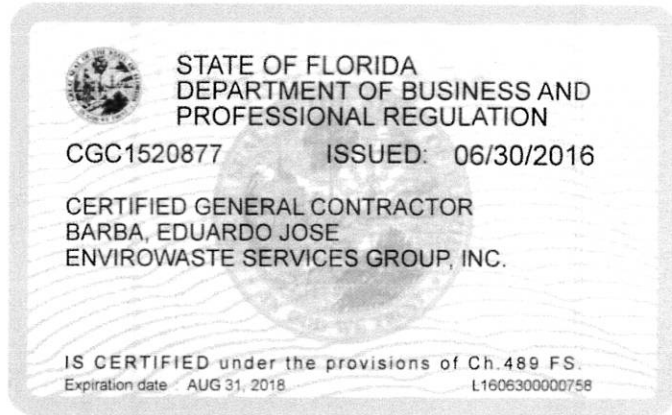 STATE OF FLORIDA
DEPARTMENT OF BUSINESS AND
PROFESSIONAL REGULATION
CGC1520877 ISSUED: 06/30/2016
CERTIFIED GENERAL CONTRACTOR
BARBA, EDUARDO JOSE
ENVIROWASTE SERVICES GROUP, INC.
IS CERTIFIED under the provisions of Ch.489 FS.
Expiration date : AUG 31, 2018 L1606300000758